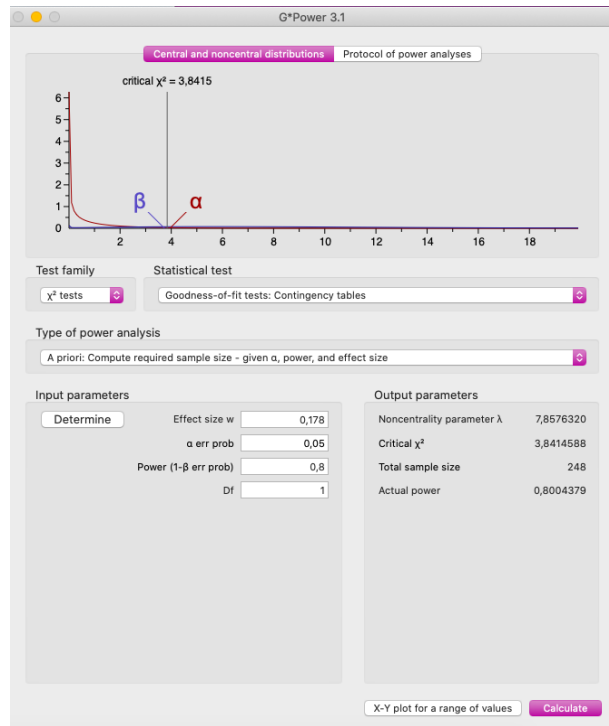 G*Power 3.1
Central and noncentral distributions Protocol of power analyses
critical χ² = 3,8415
6
5
4
3
2
1
0
β α
2 4 6 8 10 12 14 16 18
Test family Statistical test
χ² tests Goodness-of-fit tests: Contingency tables
Type of power analysis
A priori: Compute required sample size - given α, power, and effect size
Input parameters Output parameters
Determine Effect size w 0,178 Noncentrality parameter λ 7,8576320
α err prob 0,05 Critical χ² 3,8414588
Power (1-β err prob) 0,8 Total sample size 248
Df 1 Actual power 0,8004379
X-Y plot for a range of values Calculate